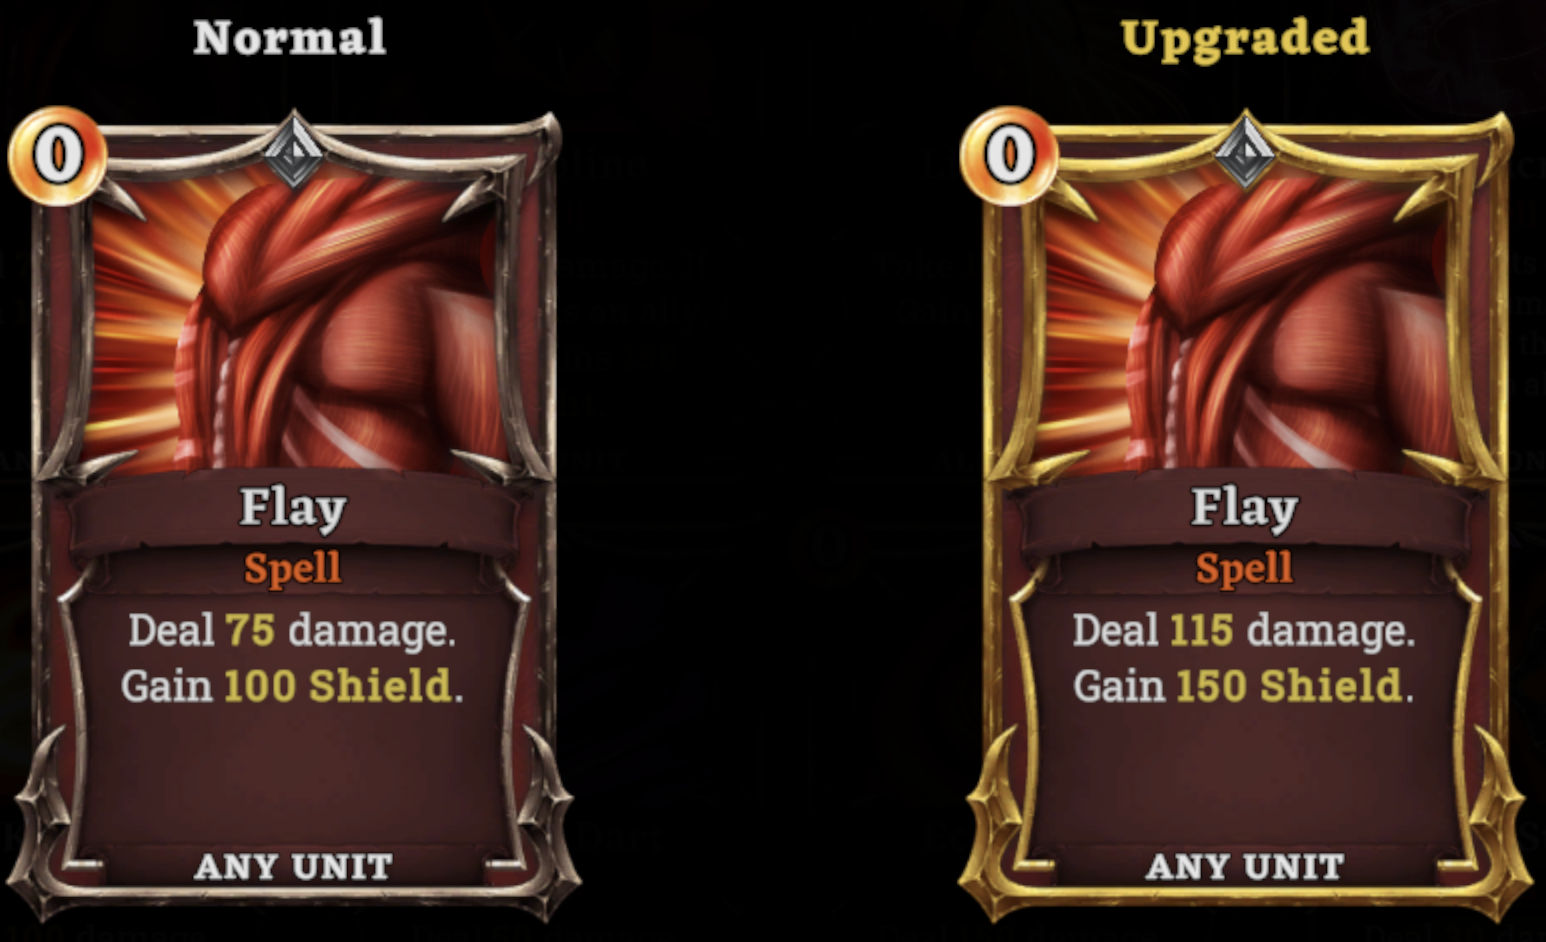 Normal
0
Flay
Spell
Deal 75 damage.
Gain 100 Shield.
ANY UNIT
Upgraded
0
Flay
Spell
Deal 115 damage.
Gain 150 Shield.
ANY UNIT